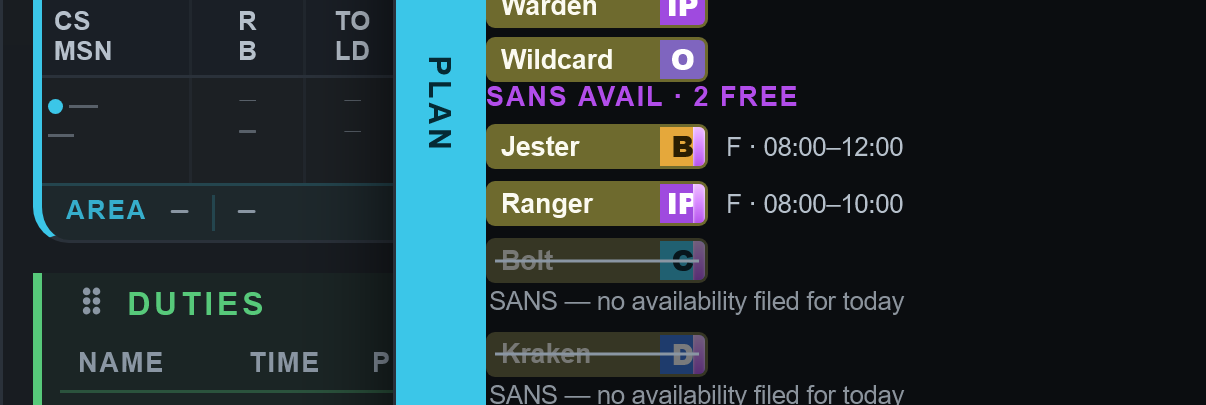 CS
MSN
R
B
TO
LD
— — —
— — —
AREA — | —
DUTIES
NAME TIME P
PLAN
Warden IP
Wildcard O
SANS AVAIL · 2 FREE
Jester B F · 08:00–12:00
Ranger IP F · 08:00–10:00
Bolt C
SANS — no availability filed for today
Kraken D
SANS — no availability filed for today